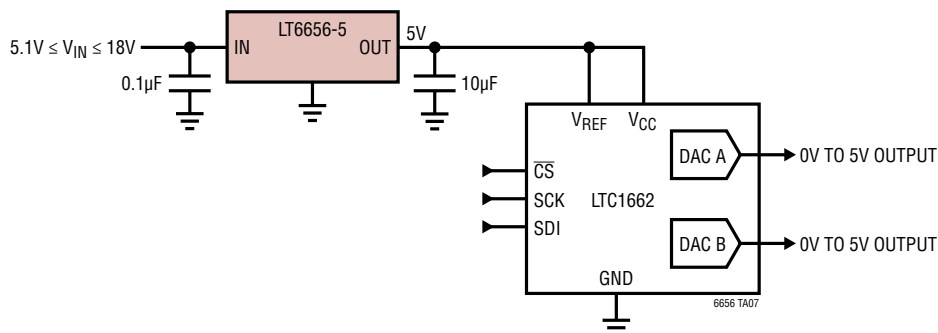 LT6656-5
5.1V ≤ VIN ≤ 18V
IN
OUT
5V
0.1µF
10µF
VREF
VCC
DAC A
0V TO 5V OUTPUT
CS
SCK
LTC1662
SDI
DAC B
0V TO 5V OUTPUT
GND
6656 TA07